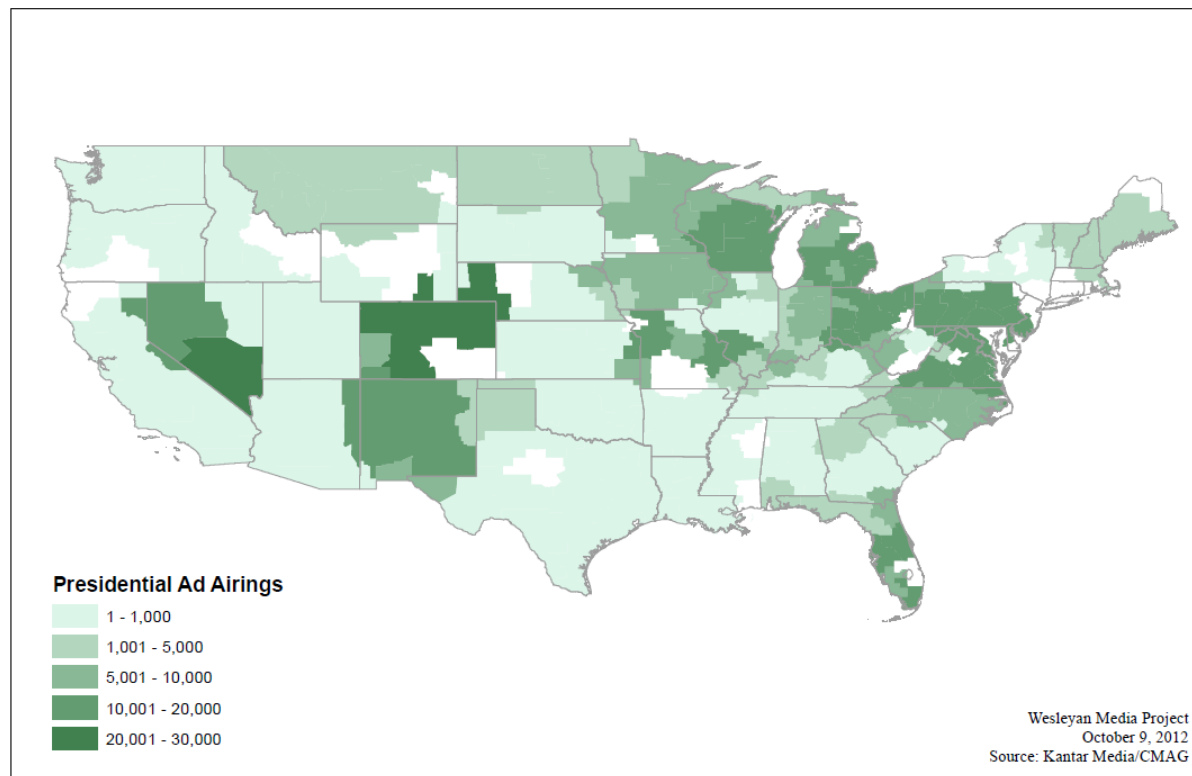 Presidential Ad Airings
1 - 1,000
1,001 - 5,000
5,001 - 10,000
10,001 - 20,000
20,001 - 30,000
Wesleyan Media Project
October 9, 2012
Source: Kantar Media/CMAG